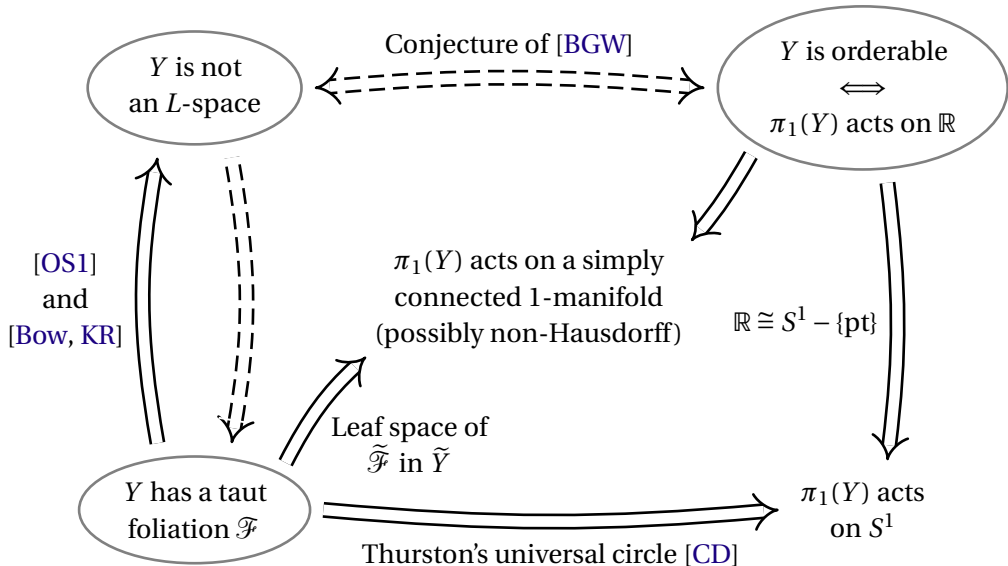 Conjecture of [BGW]
Y is not
an L-space
Y is orderable
⟺
π₁(Y) acts on ℝ
[OS1]
and
[Bow, KR]
π₁(Y) acts on a simply
connected 1-manifold
(possibly non-Hausdorff)
ℝ ≅ S¹ – {pt}
Leaf space of
ℱ̃ in Ỹ
Y has a taut
foliation ℱ
π₁(Y) acts
on S¹
Thurston's universal circle [CD]